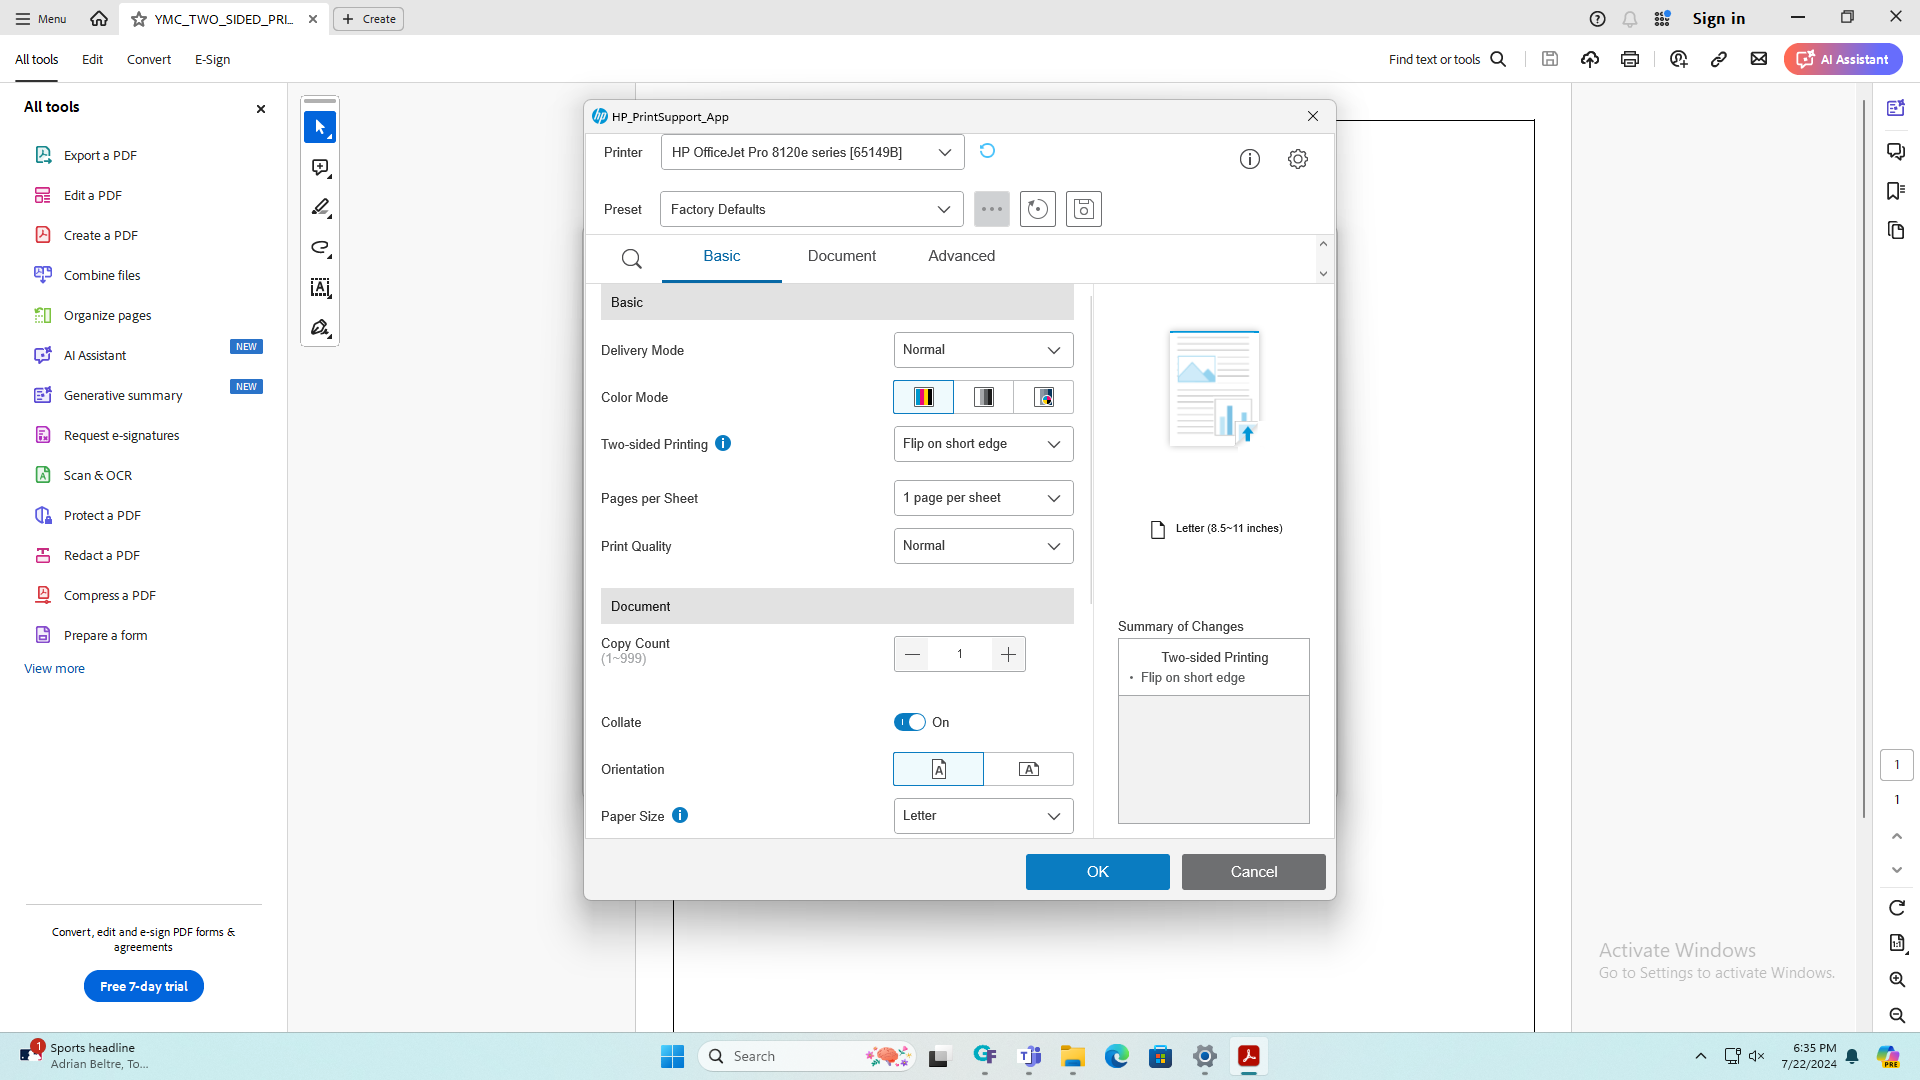 Menu
YMC_TWO_SIDED_PRI...
Create
Sign in
All tools
Edit
Convert
E-Sign
Find text or tools
AI Assistant
All tools
Export a PDF
Edit a PDF
Create a PDF
Combine files
Organize pages
AI Assistant
NEW
Generative summary
NEW
Request e-signatures
Scan & OCR
Protect a PDF
Redact a PDF
Compress a PDF
Prepare a form
View more
Convert, edit and e-sign PDF forms &
agreements
Free 7-day trial
HP_PrintSupport_App
Printer
HP OfficeJet Pro 8120e series [65149B]
Preset
Factory Defaults
Basic
Document
Advanced
Basic
Delivery Mode
Normal
Color Mode
Two-sided Printing
Flip on short edge
Pages per Sheet
1 page per sheet
Print Quality
Normal
Document
Copy Count
(1~999)
1
Collate
On
Orientation
Paper Size
Letter
Letter (8.5~11 inches)
Summary of Changes
Two-sided Printing
• Flip on short edge
OK
Cancel
1
1
Activate Windows
Go to Settings to activate Windows.
1
Sports headline
Adrian Beltre, To...
Search
6:35 PM
7/22/2024
PRE